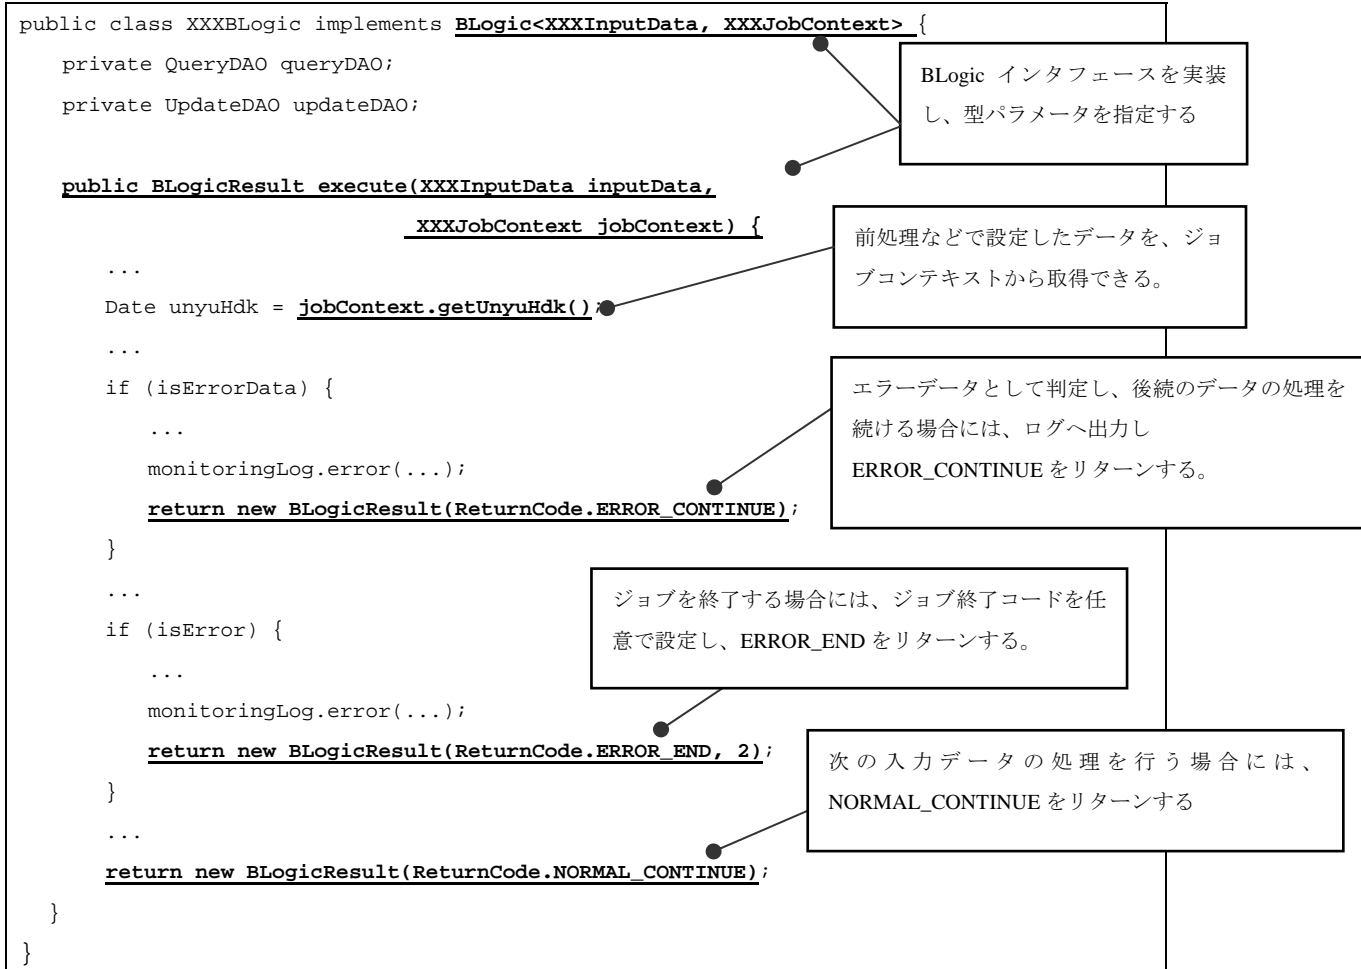 public class XXXBLogic implements BLogic<XXXInputData, XXXJobContext> {
private QueryDAO queryDAO;
private UpdateDAO updateDAO;
BLogic インタフェースを実装
し、型パラメータを指定する
public BLogicResult execute(XXXInputData inputData,
XXXJobContext jobContext) {
前処理などで設定したデータを、ジョ
ブコンテキストから取得できる。
...
Date unyuHdk = jobContext.getUnyuHdk();
...
if (isErrorData) {
エラーデータとして判定し、後続のデータの処理を
続ける場合には、ログへ出力し
ERROR_CONTINUE をリターンする。
...
monitoringLog.error(...);
return new BLogicResult(ReturnCode.ERROR_CONTINUE);
}
...
if (isError) {
ジョブを終了する場合には、ジョブ終了コードを任
意で設定し、ERROR_END をリターンする。
...
monitoringLog.error(...);
return new BLogicResult(ReturnCode.ERROR_END, 2);
}
次の入力データの処理を行う場合には、
NORMAL_CONTINUE をリターンする
...
return new BLogicResult(ReturnCode.NORMAL_CONTINUE);
}
}